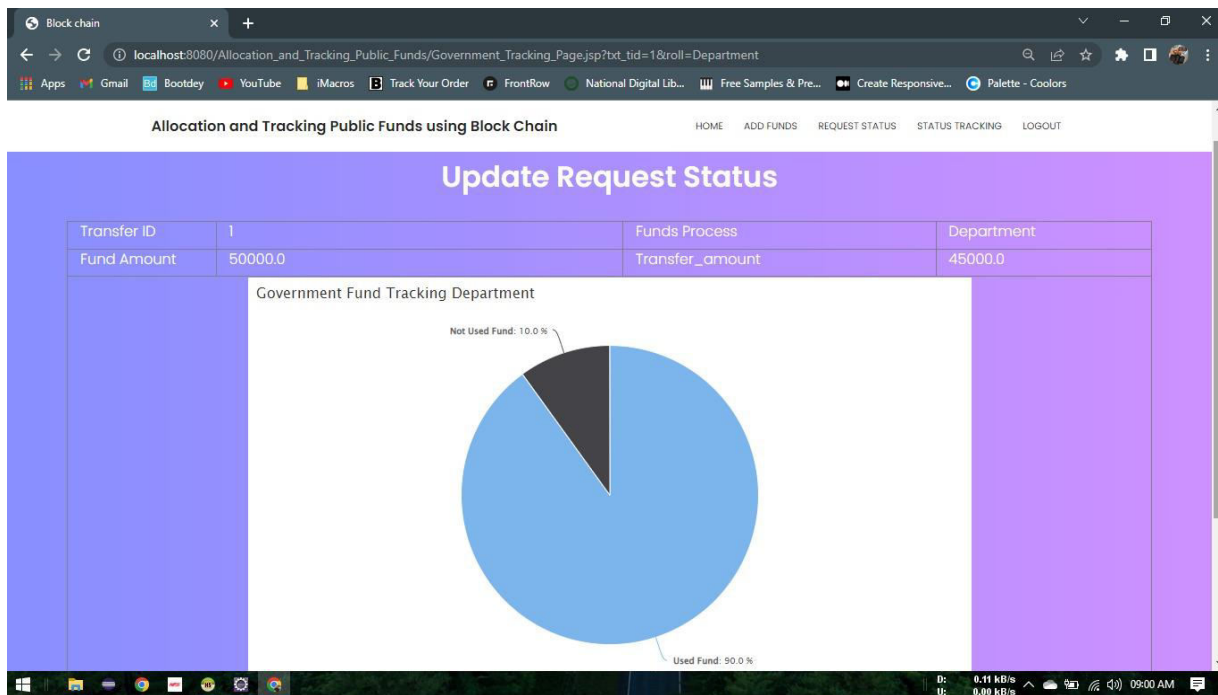 Block chain
localhost:8080/Allocation_and_Tracking_Public_Funds/Government_Tracking_Page.jsp?txt_tid=1&roll=Department
Apps Gmail Bd Bootdey YouTube iMacros B Track Your Order FrontRow National Digital Lib... Free Samples & Pre... Create Responsive... Palette - Coolors
Allocation and Tracking Public Funds using Block Chain HOME ADD FUNDS REQUEST STATUS STATUS TRACKING LOGOUT
Update Request Status
Transfer ID 1 Funds Process Department
Fund Amount 50000.0 Transfer_amount 45000.0
Government Fund Tracking Department
Not Used Fund: 10.0 %
Used Fund: 90.0 %
D: 0.11 kB/s
U: 0.00 kB/s
09:00 AM